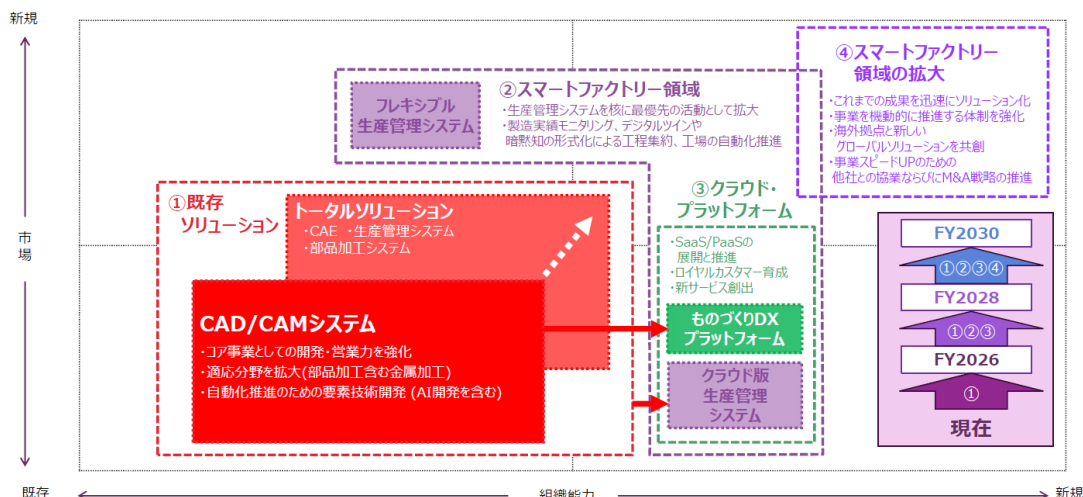 新規
市場
既存
組織能力
新規
①既存
ソリューション
トータルソリューション
・CAE ・生産管理システム
・部品加工システム
CAD/CAMシステム
・コア事業としての開発・営業力を強化
・適応分野を拡大(部品加工含む金属加工)
・自動化推進のための要素技術開発 (AI開発を含む)
フレキシブル
生産管理システム
②スマートファクトリー領域
・生産管理システムを核に最優先の活動として拡大
・製造実績モニタリング、デジタルツインや
暗黙知の形式化による工程集約、工場の自動化推進
③クラウド・
プラットフォーム
・SaaS/PaaSの
展開と推進
・ロイヤルカスタマー育成
・新サービス創出
ものづくりDX
プラットフォーム
クラウド版
生産管理
システム
④スマートファクトリー
領域の拡大
・これまでの成果を迅速にソリューション化
・事業を機動的に推進する体制を強化
・海外拠点と新しい
グローバルソリューションを共創
・事業スピードUPのための
他社との協業ならびにM&A戦略の推進
FY2030
①②③④
FY2028
①②③
FY2026
①
現在